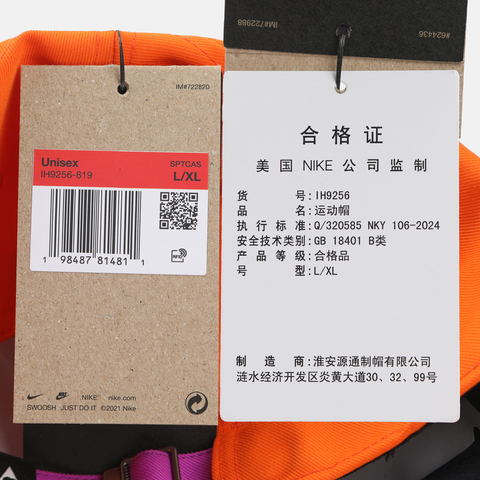 IM#722820
Unisex
SPTCAS
IH9256-819
L/XL
1 98487 81481 1
RFID
NIKE nike.com
SWOOSH JUST DO IT ©2021 Nike
IM#722988
#624436
合格证
美国 NIKE 公司监制
货号:IH9256
品名:运动帽
执行标准:Q/320585 NKY 106-2024
安全技术类别:GB 18401 B类
产品等级:合格品
号型:L/XL
制造商:淮安源通制帽有限公司
涟水经济开发区炎黄大道30、32、99号